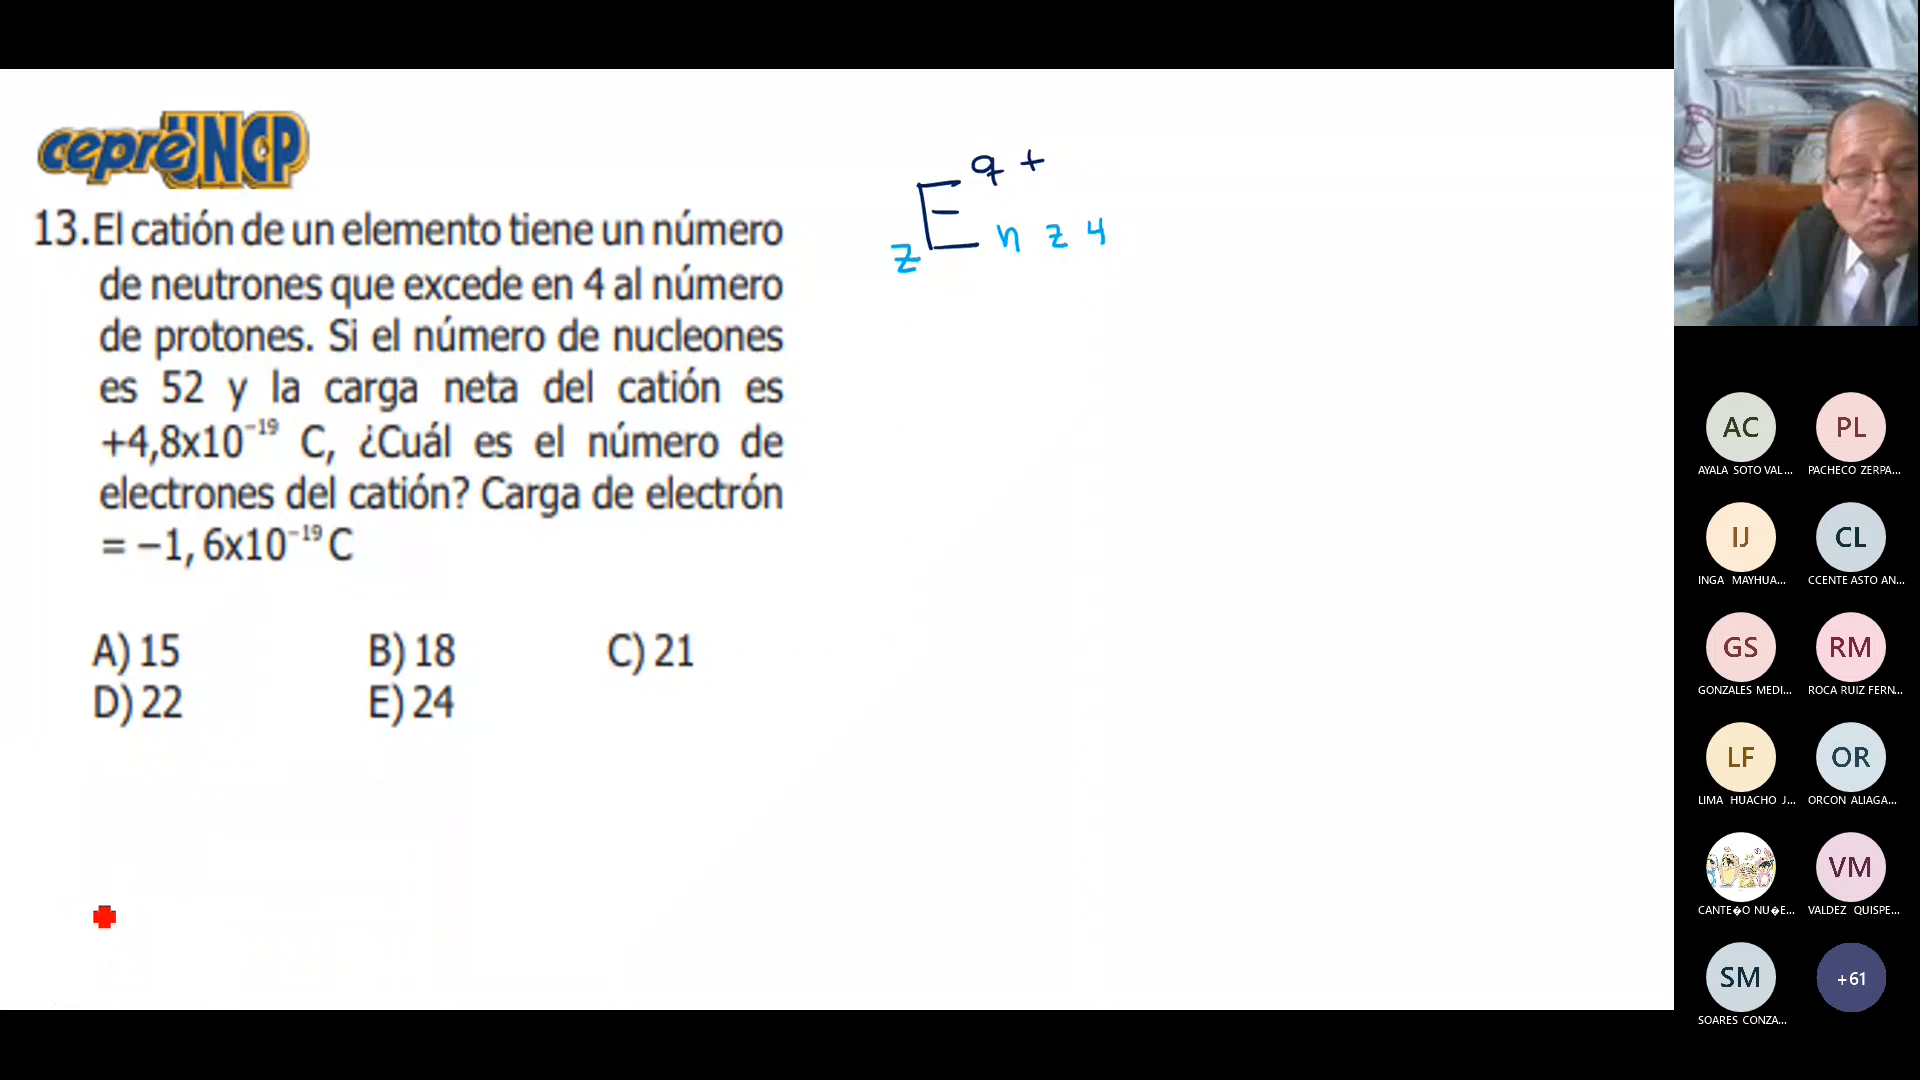 cepreUNCP
13. El catión de un elemento tiene un número
de neutrones que excede en 4 al número
de protones. Si el número de nucleones
es 52 y la carga neta del catión es
+4,8x10⁻¹⁹ C, ¿Cuál es el número de
electrones del catión? Carga de electrón
= −1, 6x10⁻¹⁹ C
A) 15 B) 18 C) 21
D) 22 E) 24
q +
E
z n z 4
AC PL
AYALA SOTO VAL... PACHECO ZERPA...
IJ CL
INGA MAYHUA... CCENTE ASTO AN...
GS RM
GONZALES MEDI... ROCA RUIZ FERN...
LF OR
LIMA HUACHO J... ORCON ALIAGA...
VM
CANTE�O NU�E... VALDEZ QUISPE...
SM +61
SOARES CONZA...